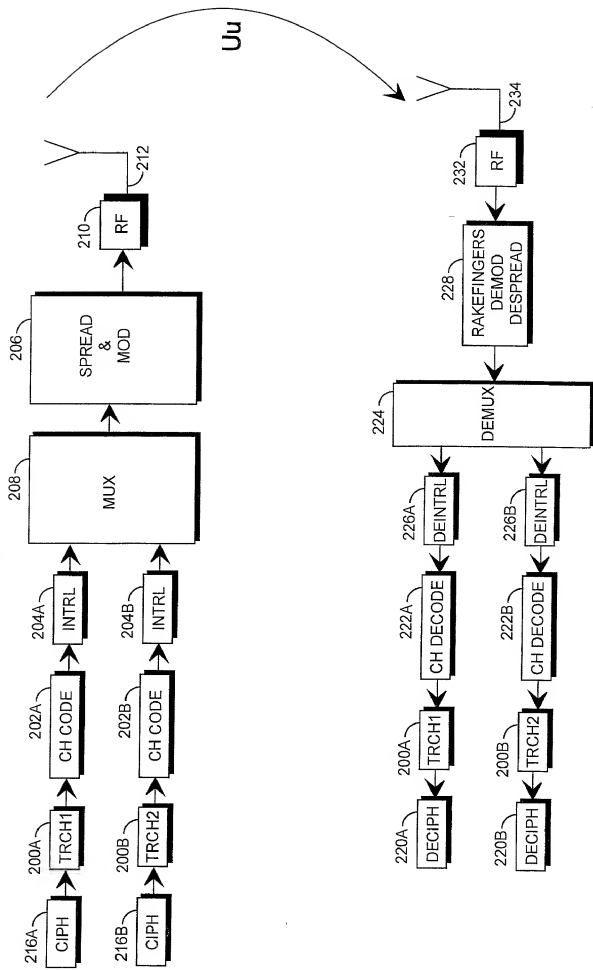 216A
CIPH
200A
TRCH1
202A
CH CODE
204A
INTRL
216B
CIPH
200B
TRCH2
202B
CH CODE
204B
INTRL
208
MUX
206
SPREAD
&
MOD
210
RF
212
Uu
220A
DECIPH
200A
TRCH1
222A
CH DECODE
226A
DEINTRL
220B
DECIPH
200B
TRCH2
222B
CH DECODE
226B
DEINTRL
224
DEMUX
228
RAKEFINGERS
DEMOD
DESPREAD
232
RF
234